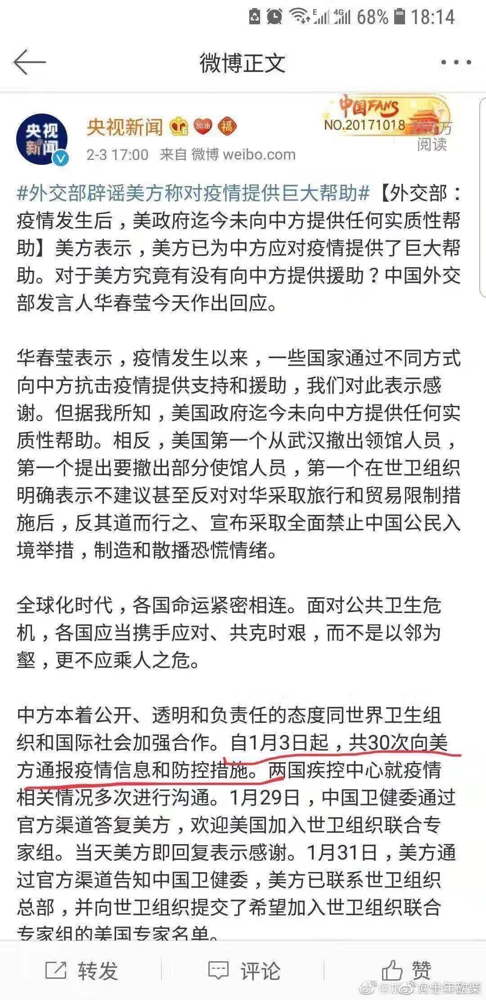 E 4G 68% 18:14
微博正文
中国FANS
NO.20171018
央视新闻
央视新闻 加油 福
万
阅读
2-3 17:00 来自 微博 weibo.com
#外交部辟谣美方称对疫情提供巨大帮助#【外交部：
疫情发生后，美政府迄今未向中方提供任何实质性帮
助】美方表示，美方已为中方应对疫情提供了巨大帮
助。对于美方究竟有没有向中方提供援助？中国外交
部发言人华春莹今天作出回应。
华春莹表示，疫情发生以来，一些国家通过不同方式
向中方抗击疫情提供支持和援助，我们对此表示感
谢。但据我所知，美国政府迄今未向中方提供任何实
质性帮助。相反，美国第一个从武汉撤出领馆人员，
第一个提出要撤出部分使馆人员，第一个在世卫组织
明确表示不建议甚至反对对华采取旅行和贸易限制措
施后，反其道而行之、宣布采取全面禁止中国公民入
境举措，制造和散播恐慌情绪。
全球化时代，各国命运紧密相连。面对公共卫生危
机，各国应当携手应对、共克时艰，而不是以邻为
壑，更不应乘人之危。
中方本着公开、透明和负责任的态度同世界卫生组
织和国际社会加强合作。自1月3日起，共30次向美
方通报疫情信息和防控措施。两国疾控中心就疫情
相关情况多次进行沟通。1月29日，中国卫健委通过
官方渠道答复美方，欢迎美国加入世卫组织联合专
家组。当天美方即回复表示感谢。1月31日，美方通
过官方渠道告知中国卫健委，美方已联系世卫组织
总部，并向世卫组织提交了希望加入世卫组织联合
专家组的美国专家名单。
转发 评论 赞
@加 @十年砍柴